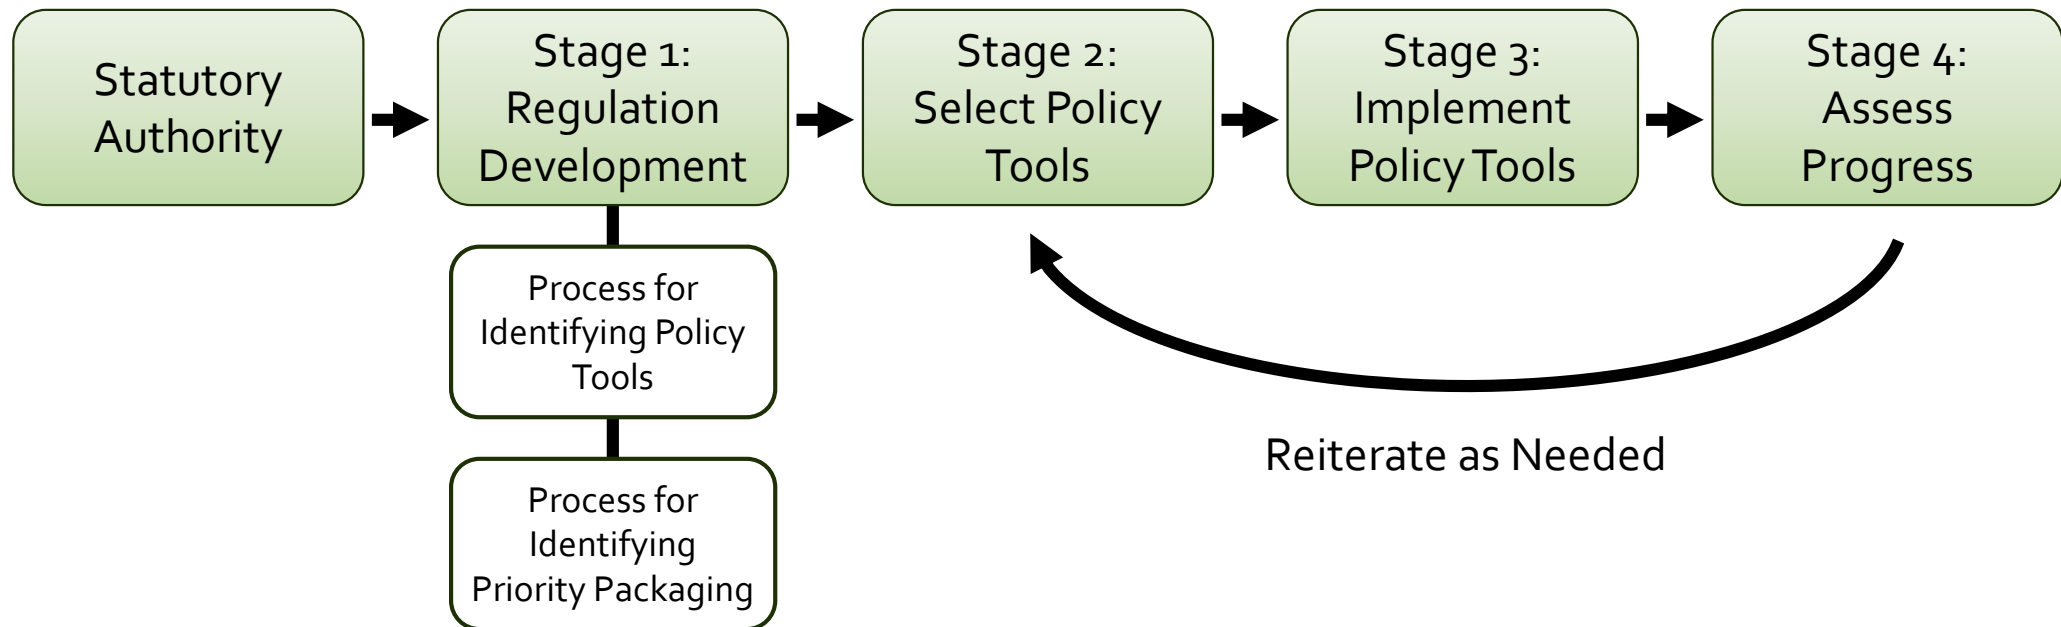 Statutory
Authority
Stage 1:
Regulation
Development
Stage 2:
Select Policy
Tools
Stage 3:
Implement
Policy Tools
Stage 4:
Assess
Progress
Process for
Identifying Policy
Tools
Process for
Identifying
Priority Packaging
Reiterate as Needed